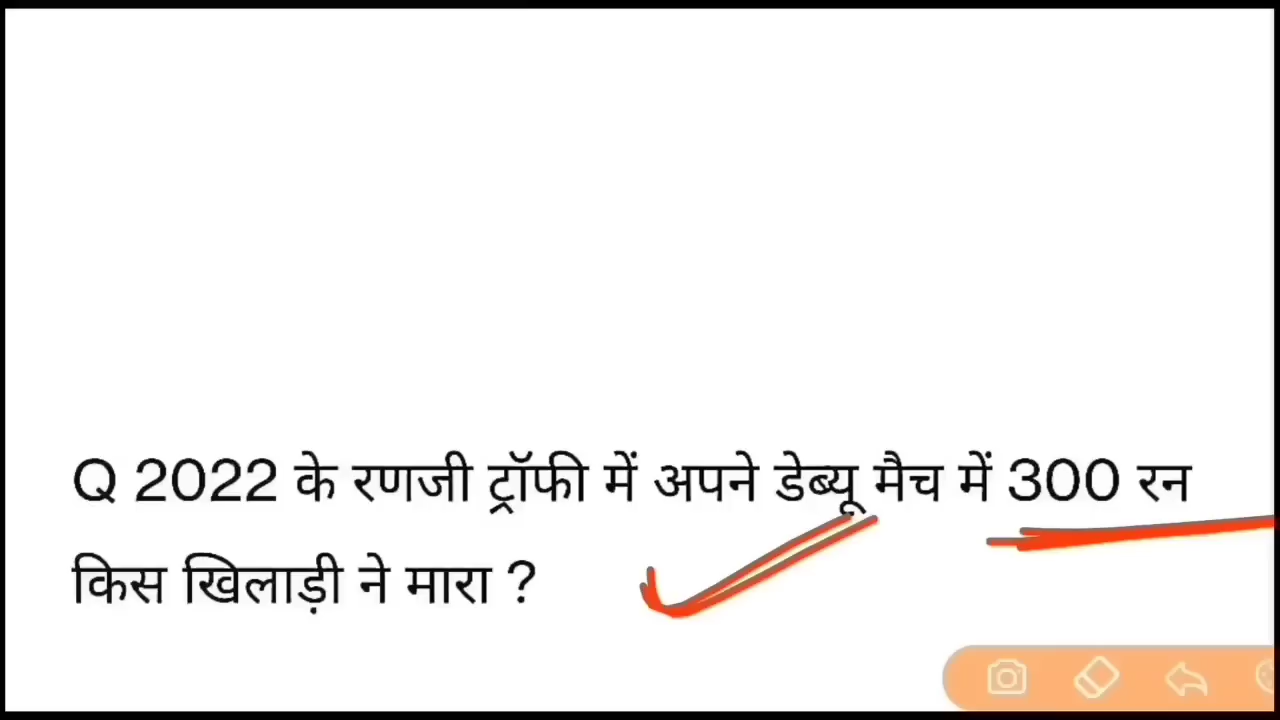 Q 2022 के रणजी ट्रॉफी में अपने डेब्यू मैच में 300 रन
किस खिलाड़ी ने मारा ?